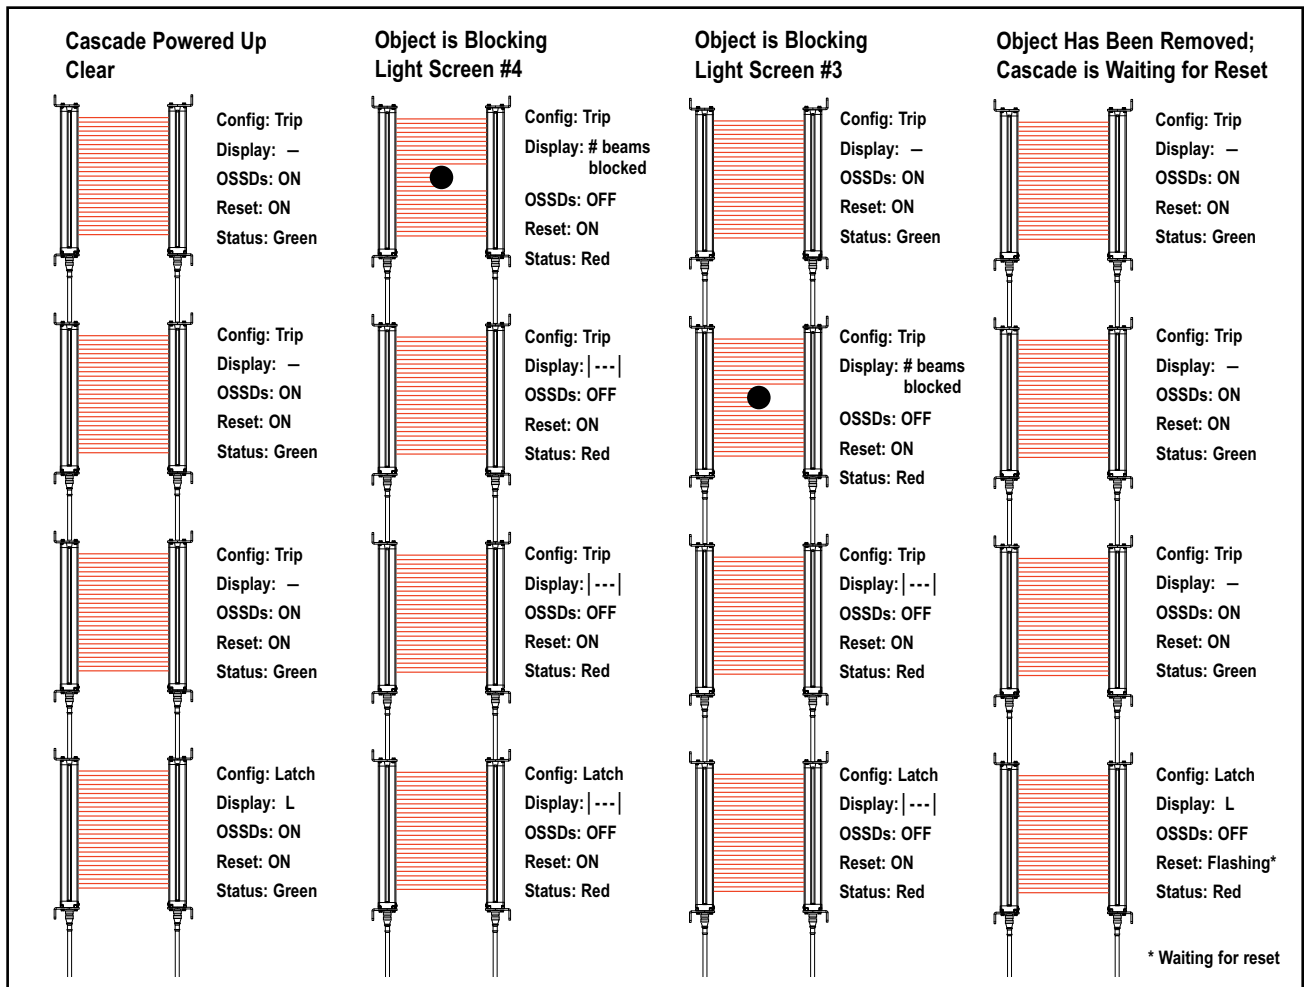 Cascade Powered Up
Clear
Config: Trip
Display: –
OSSDs: ON
Reset: ON
Status: Green
Config: Trip
Display: –
OSSDs: ON
Reset: ON
Status: Green
Config: Trip
Display: –
OSSDs: ON
Reset: ON
Status: Green
Config: Latch
Display: L
OSSDs: ON
Reset: ON
Status: Green
Object is Blocking
Light Screen #4
Config: Trip
Display: # beams
blocked
OSSDs: OFF
Reset: ON
Status: Red
Config: Trip
Display: |---|
OSSDs: OFF
Reset: ON
Status: Red
Config: Trip
Display: |---|
OSSDs: OFF
Reset: ON
Status: Red
Config: Latch
Display: |---|
OSSDs: OFF
Reset: ON
Status: Red
Object is Blocking
Light Screen #3
Config: Trip
Display: –
OSSDs: ON
Reset: ON
Status: Green
Config: Trip
Display: # beams
blocked
OSSDs: OFF
Reset: ON
Status: Red
Config: Trip
Display: |---|
OSSDs: OFF
Reset: ON
Status: Red
Config: Latch
Display: |---|
OSSDs: OFF
Reset: ON
Status: Red
Object Has Been Removed;
Cascade is Waiting for Reset
Config: Trip
Display: –
OSSDs: ON
Reset: ON
Status: Green
Config: Trip
Display: –
OSSDs: ON
Reset: ON
Status: Green
Config: Trip
Display: –
OSSDs: ON
Reset: ON
Status: Green
Config: Latch
Display: L
OSSDs: OFF
Reset: Flashing*
Status: Red
* Waiting for reset